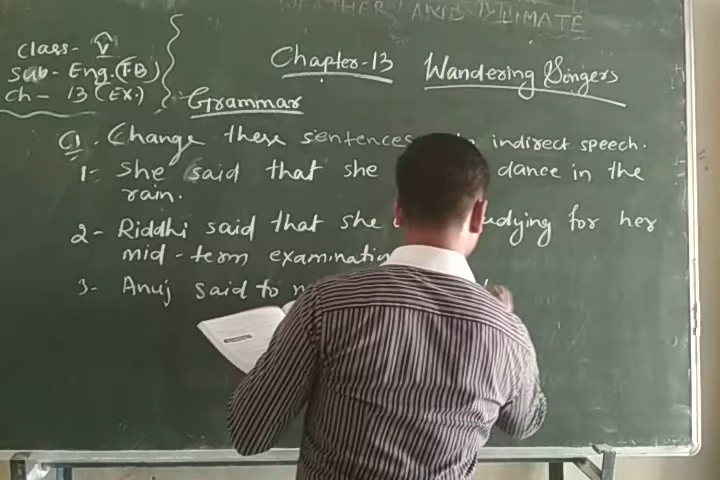 WEATHER AND CLIMATE
Class- V
Sub- Eng.(FB)
Ch- 13 (Ex.)
Chapter-13 Wandering Singers
Grammar
Q. Change these sentences indirect speech.
1- She said that she dance in the
rain.
2- Riddhi said that she for her
mid-term
3- Anuj said to